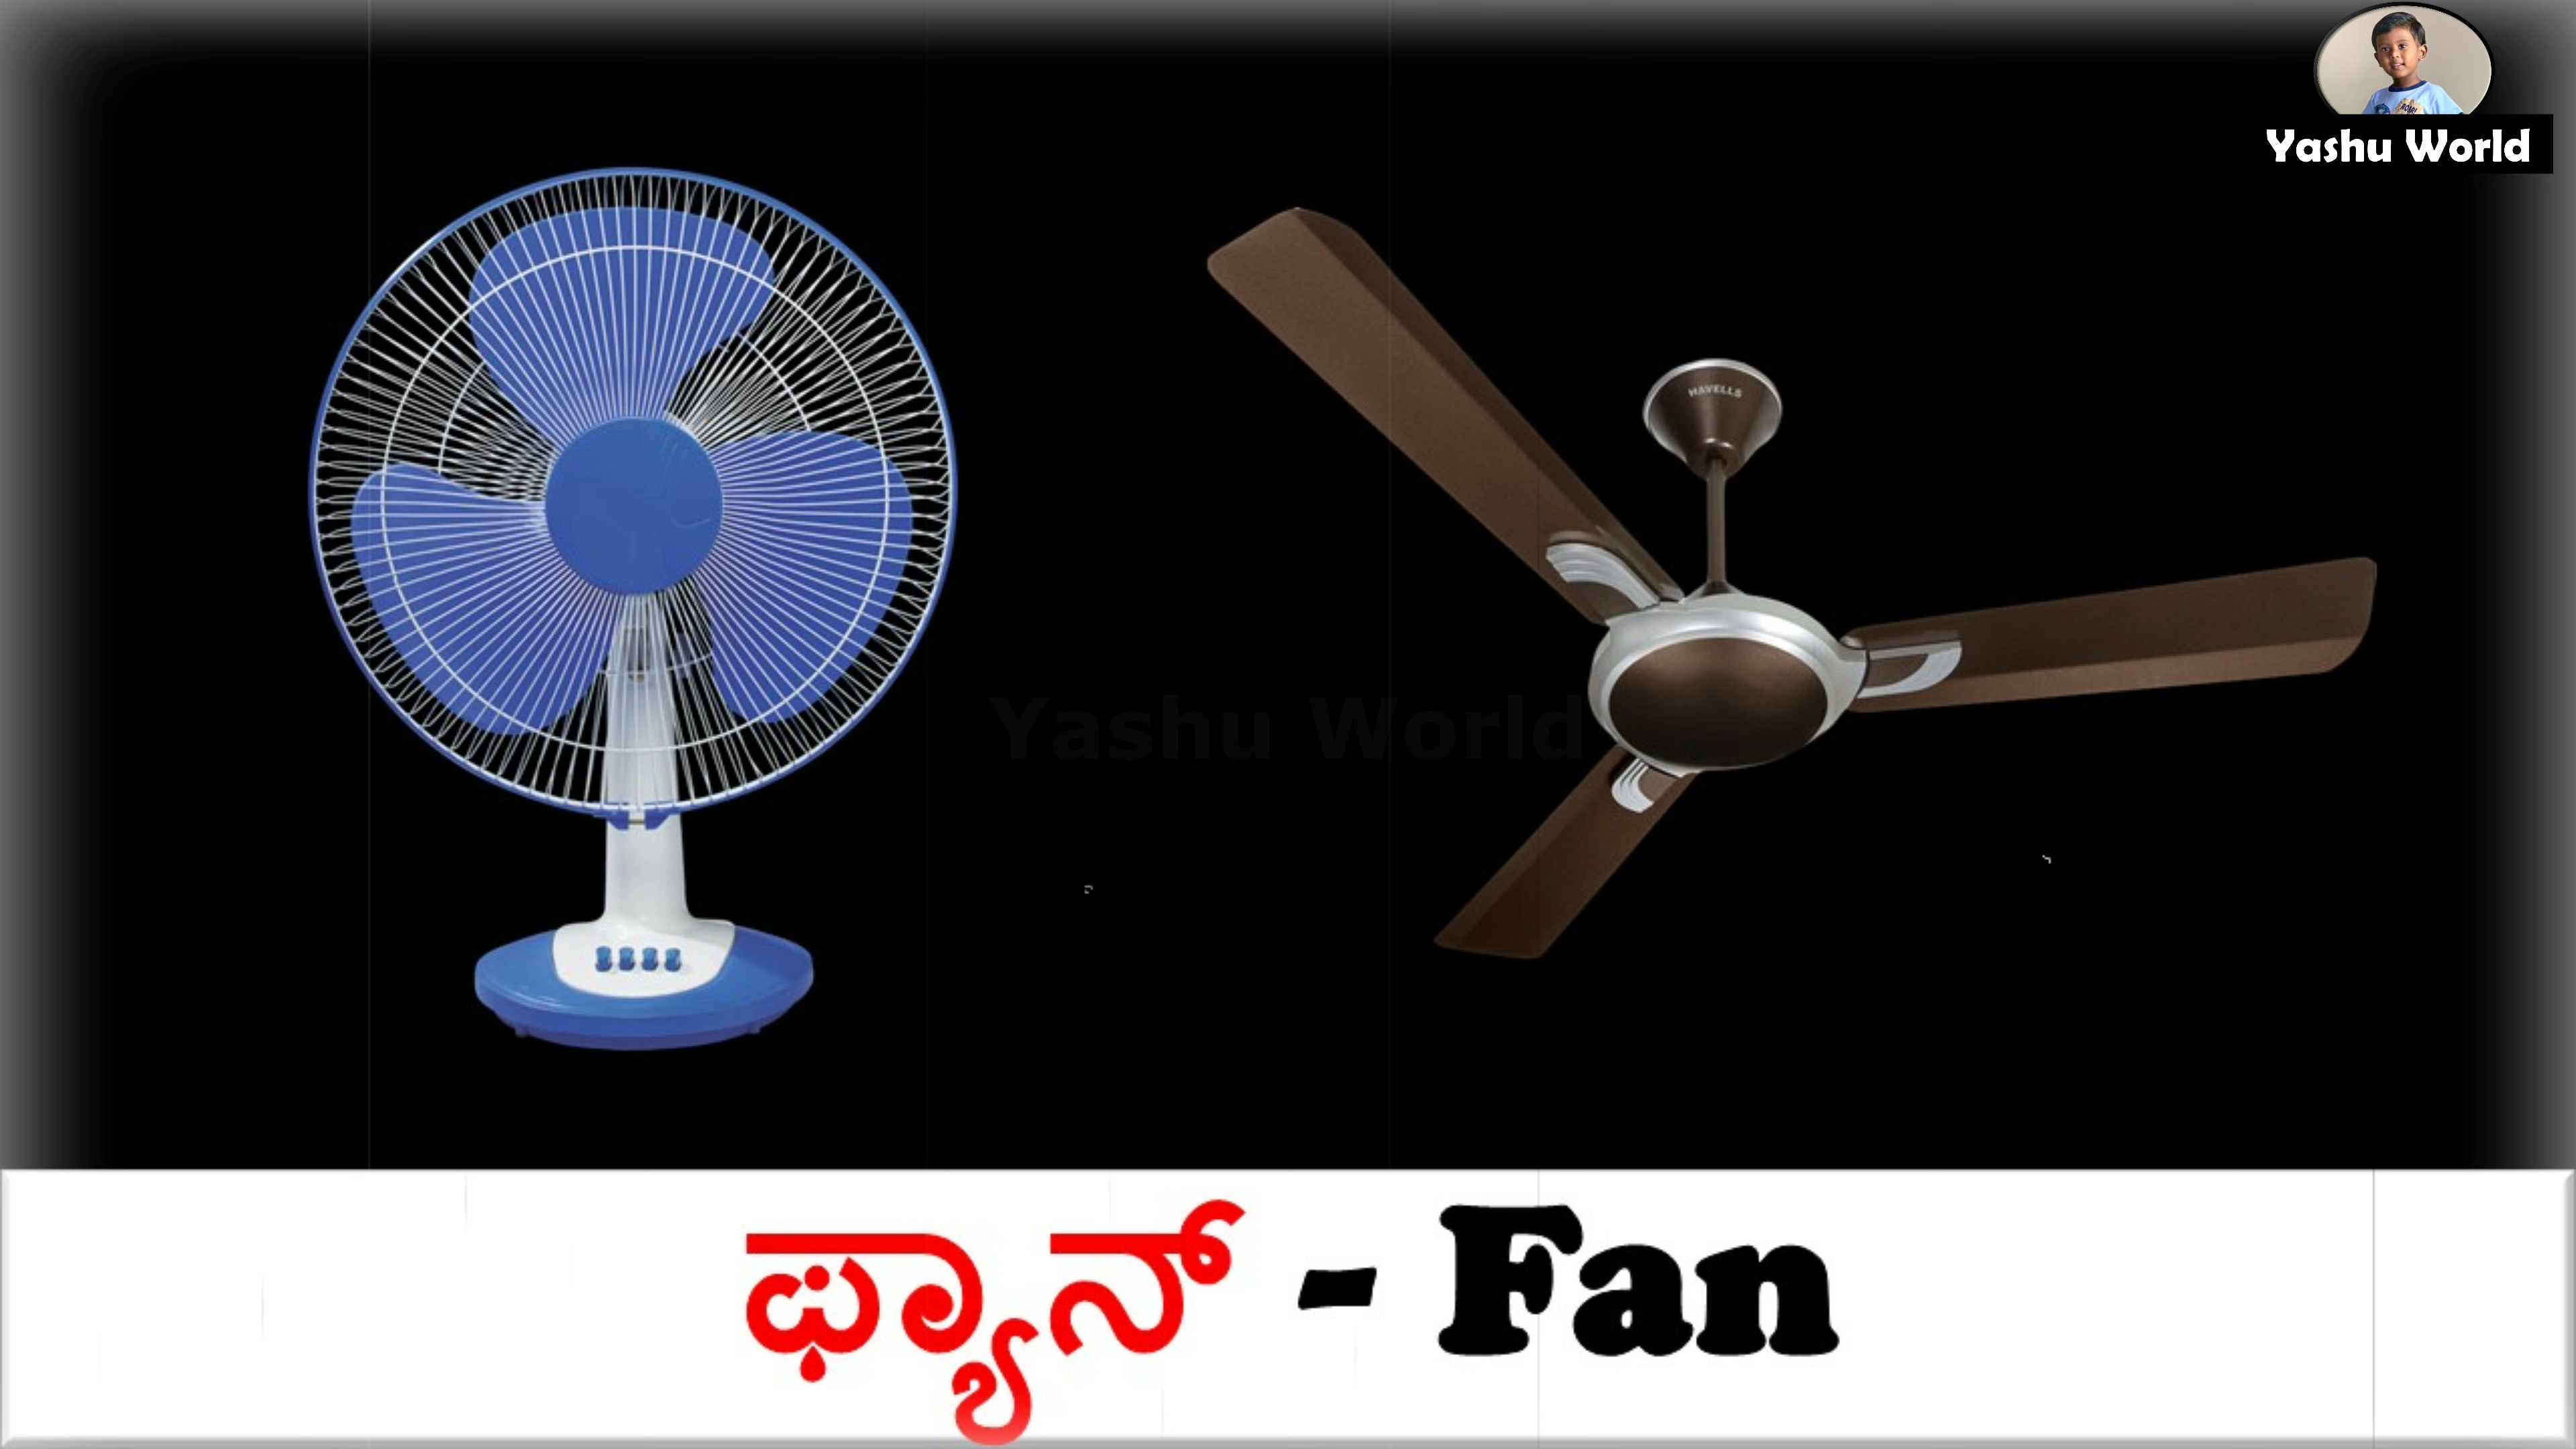 Yashu World
HAVELLS
Yashu World
ಫ್ಯಾನ್ - Fan